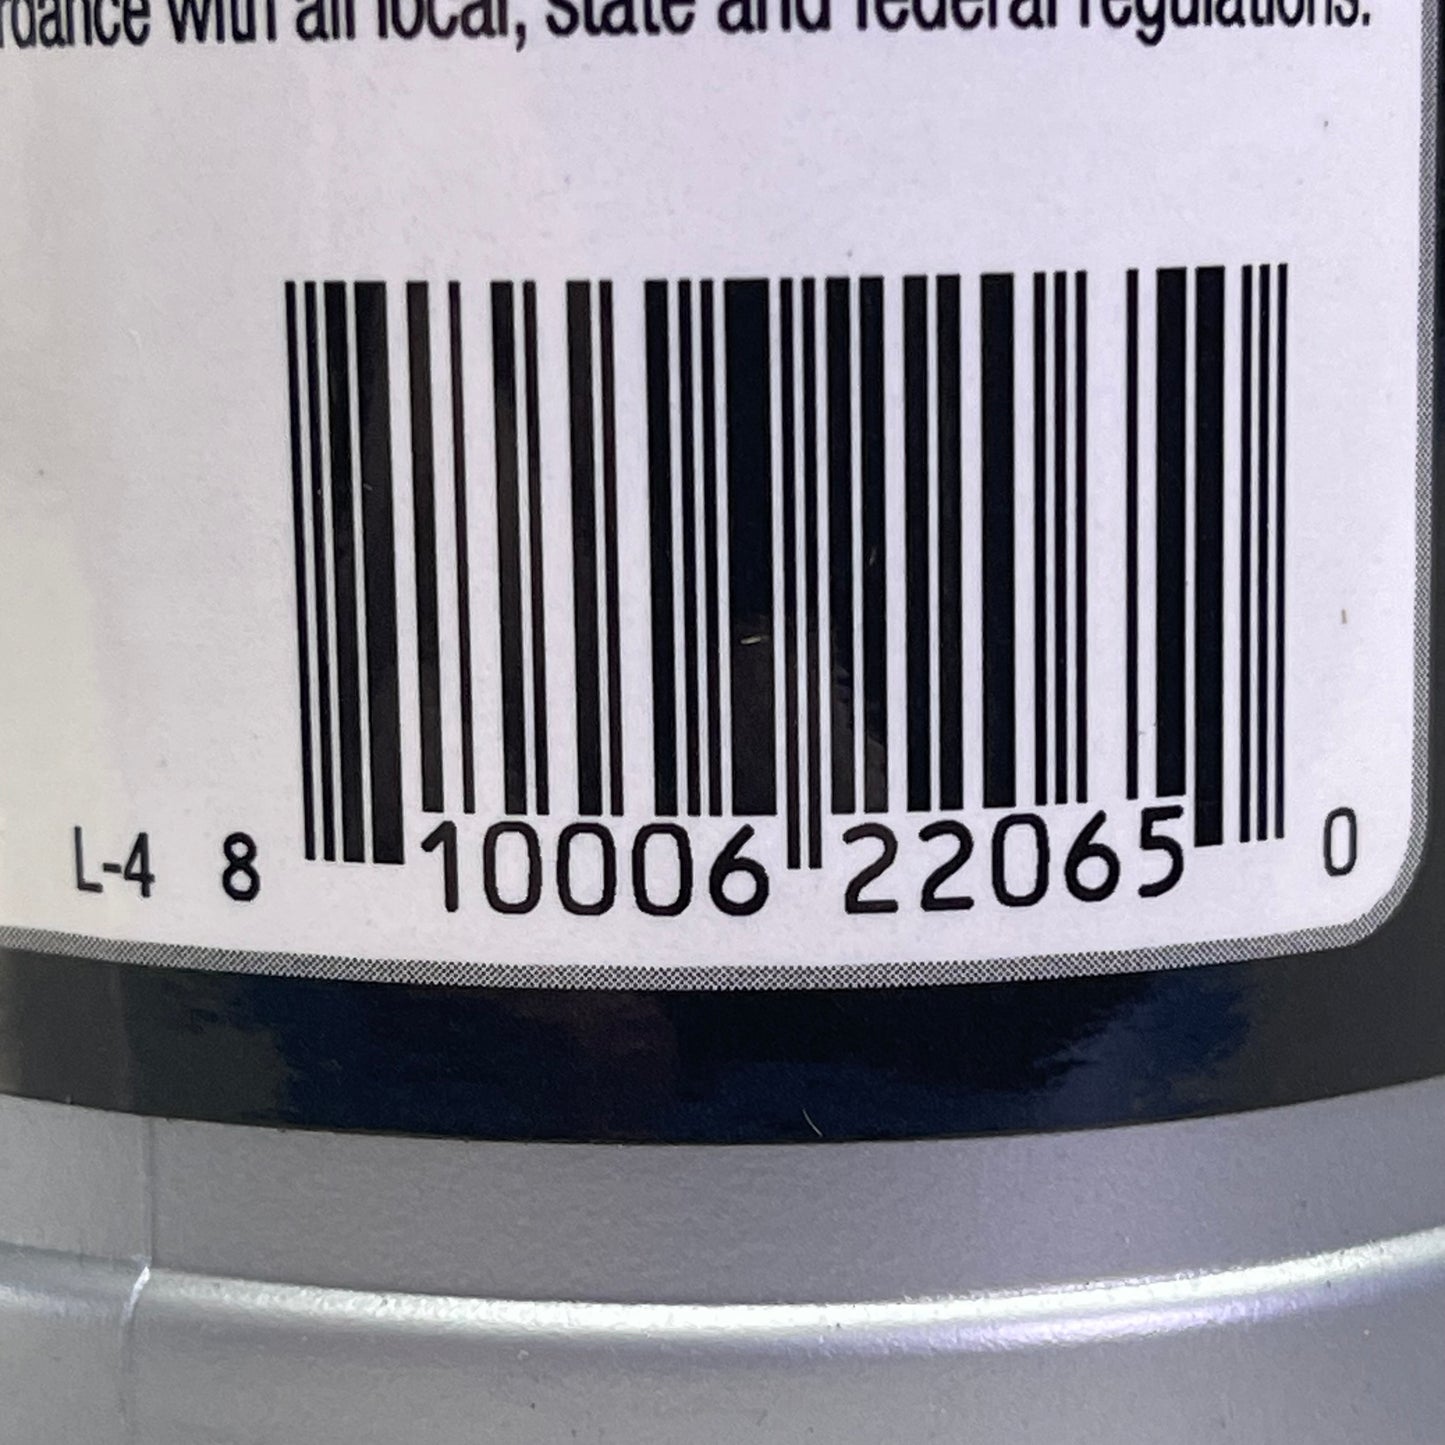 rdance with all local, state and federal regulations.
L-4 8 10006 22065 0